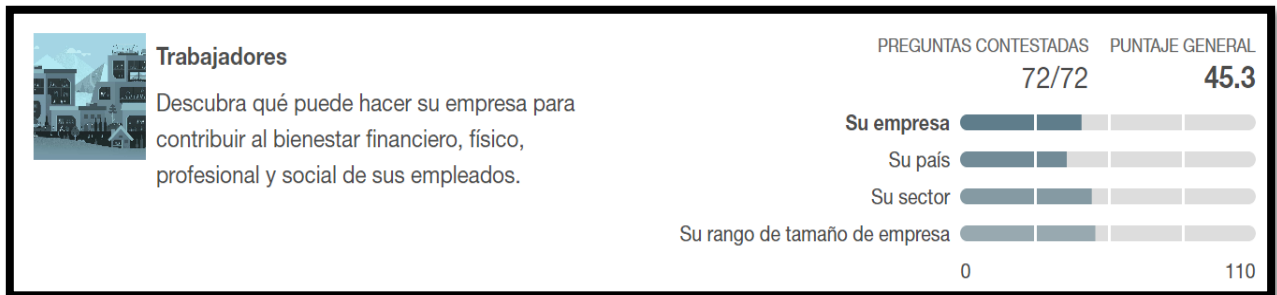 Trabajadores
Descubra qué puede hacer su empresa para
contribuir al bienestar financiero, físico,
profesional y social de sus empleados.
PREGUNTAS CONTESTADAS
72/72
PUNTAJE GENERAL
45.3
Su empresa
Su país
Su sector
Su rango de tamaño de empresa
0 110